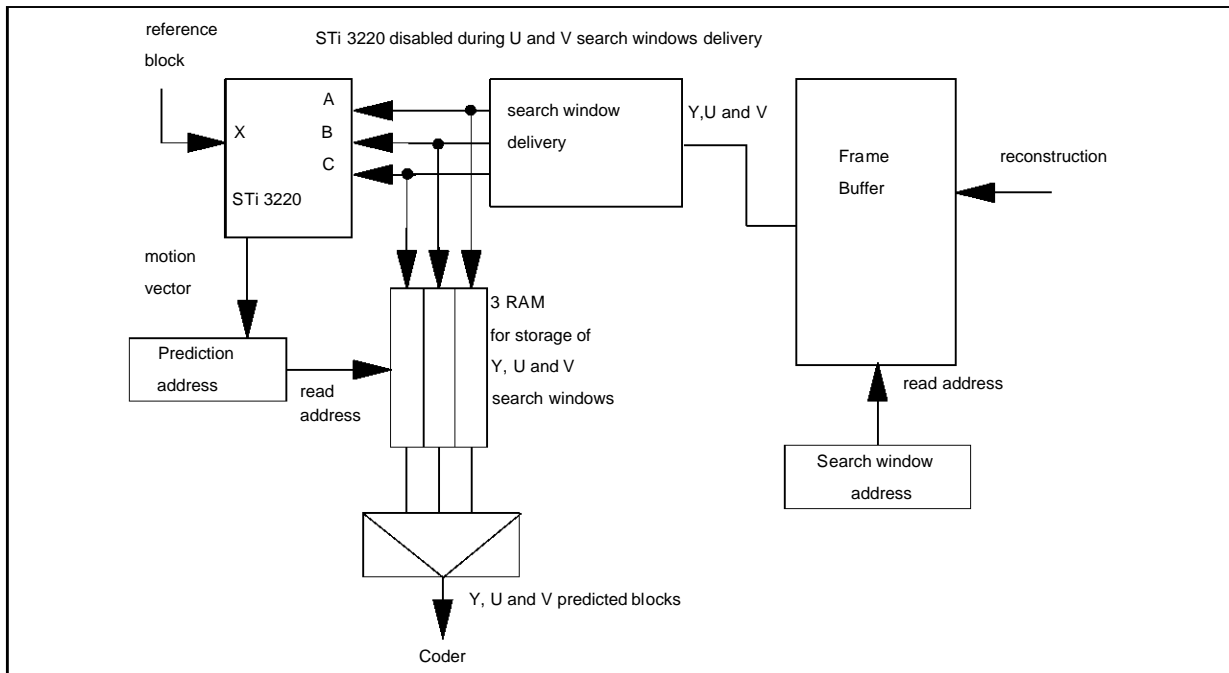 reference
block
STi 3220 disabled during U and V search windows delivery
A
X
B
C
STi 3220
search window
delivery
Y,U and V
Frame
Buffer
reconstruction
motion
vector
Prediction
address
read
address
3 RAM
for storage of
Y, U and V
search windows
read address
Search window
address
Y, U and V predicted blocks
Coder